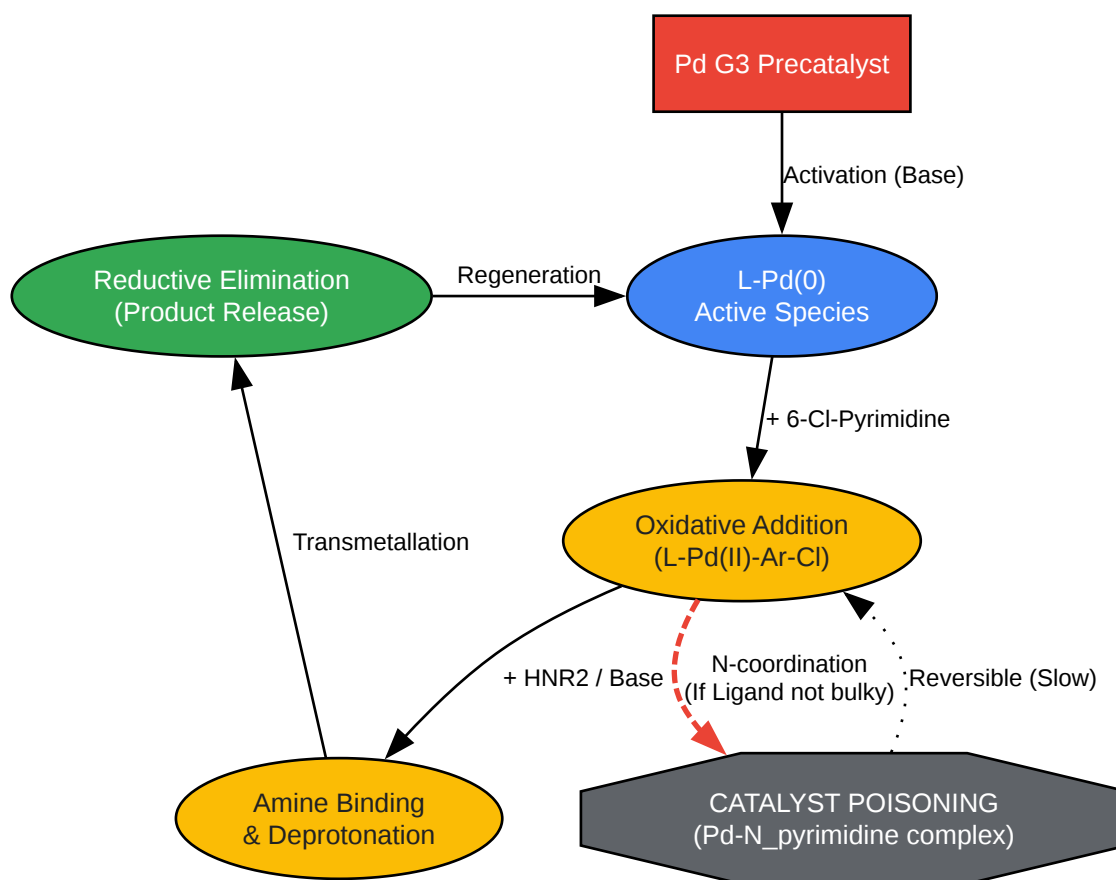 Pd G3 Precatalyst
Activation (Base)
Reductive Elimination
(Product Release)
Regeneration
L-Pd(0)
Active Species
+ 6-Cl-Pyrimidine
Oxidative Addition
(L-Pd(II)-Ar-Cl)
Transmetallation
+ HNR2 / Base
N-coordination
(If Ligand not bulky)
Reversible (Slow)
Amine Binding
& Deprotonation
CATALYST POISONING
(Pd-N_pyrimidine complex)